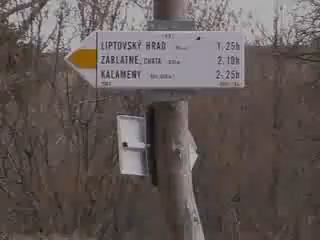 LIPTOVSKÝ HRAD 1.25h
ZÁBLATNÉ, CHATA 2.10h
KALAMENY 2.25h